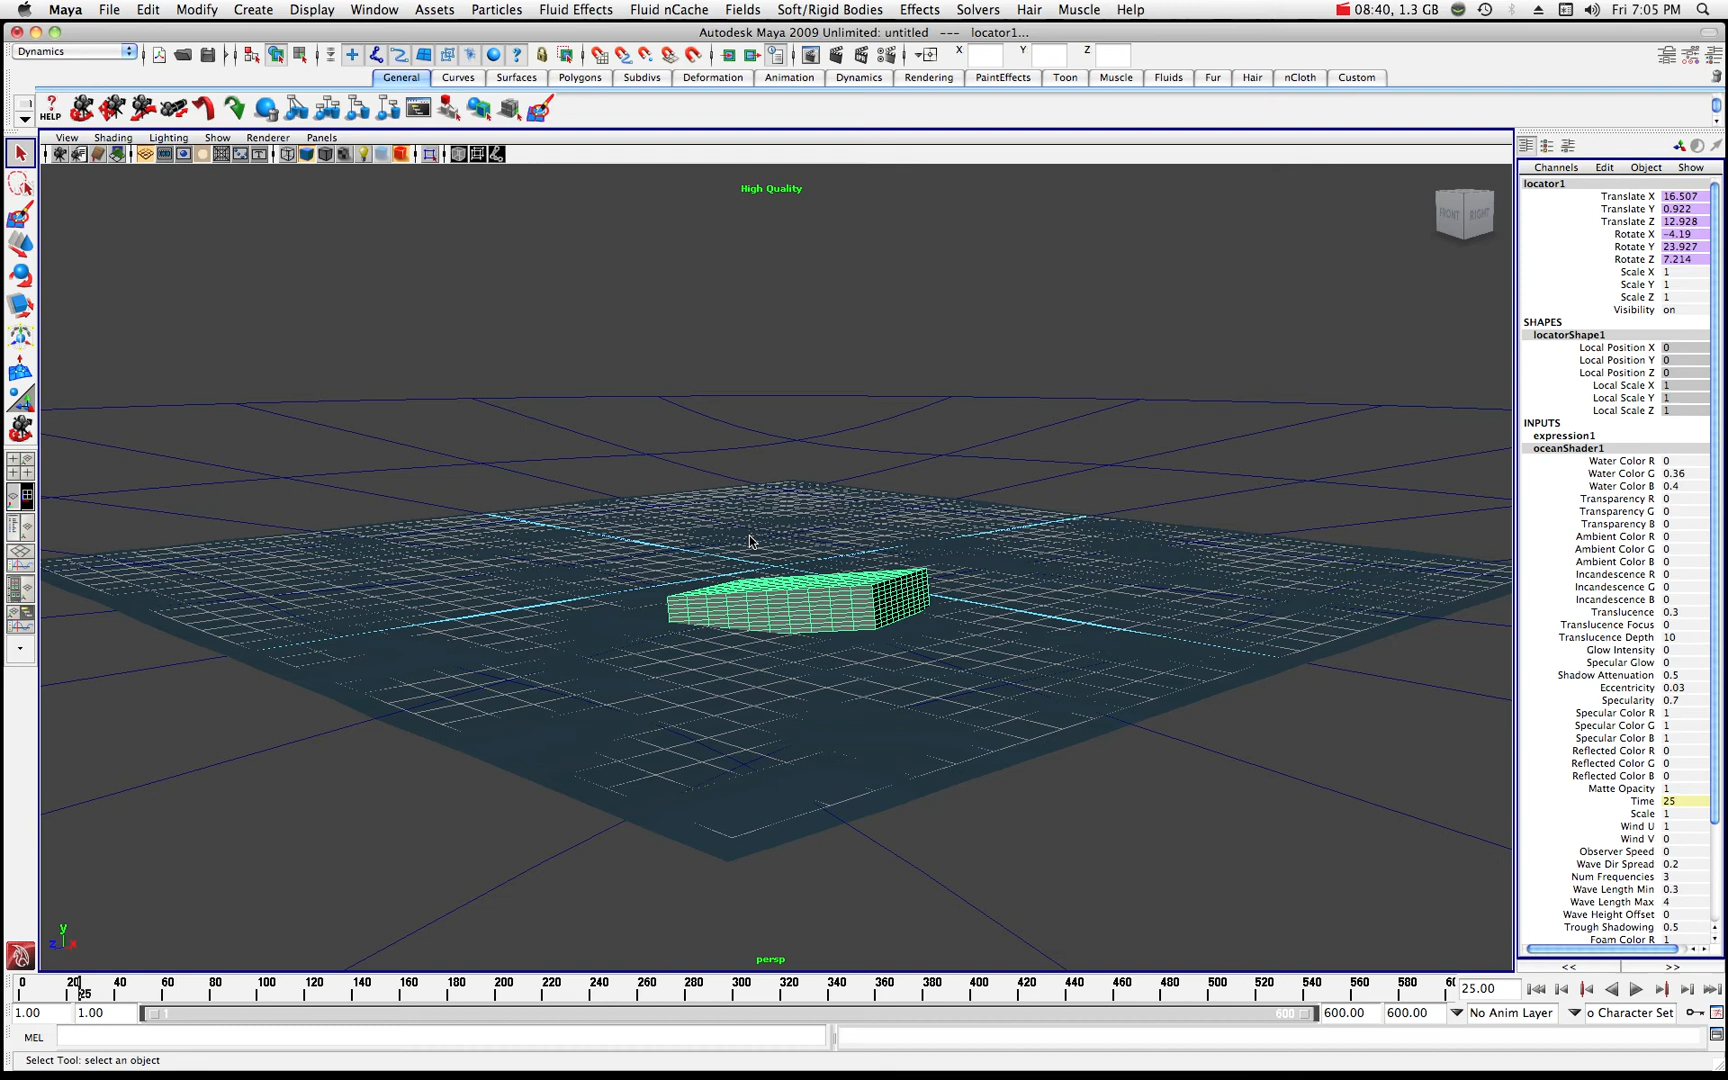 Maya File Edit Modify Create Display Window Assets Particles Fluid Effects Fluid nCache Fields Soft/Rigid Bodies Effects Solvers Hair Muscle Help 08:40, 1.3 GB Fri 7:05 PM
Autodesk Maya 2009 Unlimited: untitled --- locator1...
Dynamics X Y Z
General Curves Surfaces Polygons Subdivs Deformation Animation Dynamics Rendering PaintEffects Toon Muscle Fluids Fur Hair nCloth Custom
HELP
View Shading Lighting Show Renderer Panels
High Quality
FRONT RIGHT
Channels Edit Object Show
locator1
Translate X 16.507
Translate Y 0.922
Translate Z 12.928
Rotate X -4.19
Rotate Y 23.927
Rotate Z 7.214
Scale X 1
Scale Y 1
Scale Z 1
Visibility on
SHAPES
locatorShape1
Local Position X 0
Local Position Y 0
Local Position Z 0
Local Scale X 1
Local Scale Y 1
Local Scale Z 1
INPUTS
expression1
oceanShader1
Water Color R 0
Water Color G 0.36
Water Color B 0.4
Transparency R 0
Transparency G 0
Transparency B 0
Ambient Color R 0
Ambient Color G 0
Ambient Color B 0
Incandescence R 0
Incandescence G 0
Incandescence B 0
Translucence 0.3
Translucence Focus 0
Translucence Depth 10
Glow Intensity 0
Specular Glow 0
Shadow Attenuation 0.5
Eccentricity 0.03
Specularity 0.7
Specular Color R 1
Specular Color G 1
Specular Color B 1
Reflected Color R 0
Reflected Color G 0
Reflected Color B 0
Matte Opacity 1
Time 25
Scale 1
Wind U 1
Wind V 0
Observer Speed 0
Wave Dir Spread 0.2
Num Frequencies 3
Wave Length Min 0.3
Wave Length Max 4
Wave Height Offset 0
Trough Shadowing 0.5
Foam Color R 1
<< >>
y
z x
persp
0 20 25 40 60 80 100 120 140 160 180 200 220 240 260 280 300 320 340 360 380 400 420 440 460 480 500 520 540 560 580 60 25.00
1.00 1.00 1 600 600.00 600.00 No Anim Layer o Character Set
MEL
Select Tool: select an object